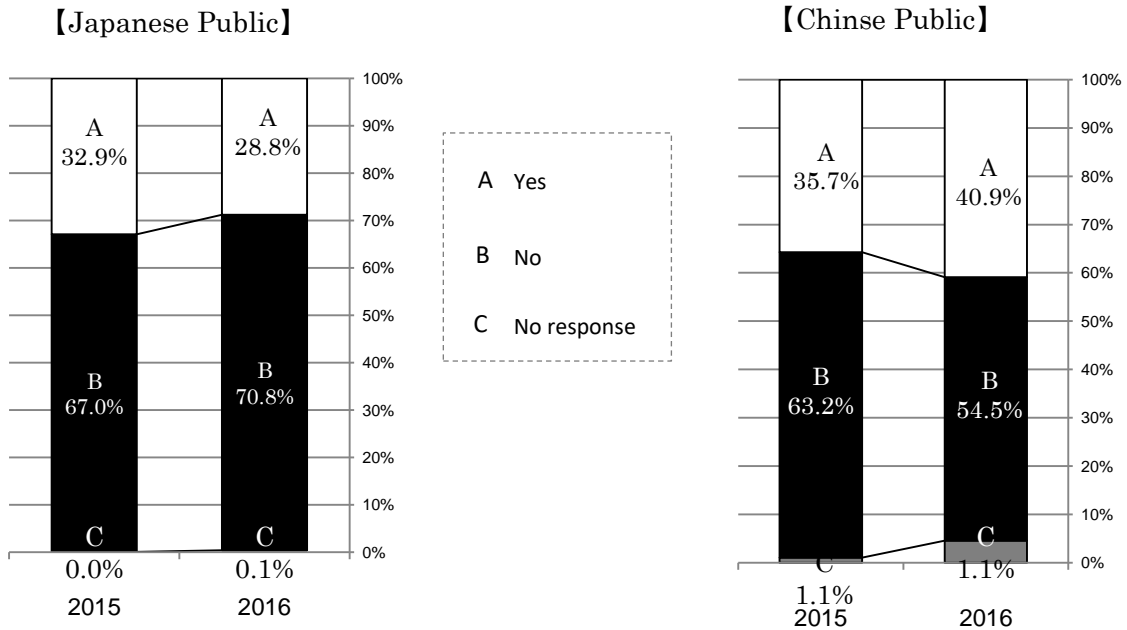 【Japanese Public】
100%
90%
80%
70%
60%
50%
40%
30%
20%
10%
0%
A
32.9%
B
67.0%
C
0.0%
2015
A
28.8%
B
70.8%
C
0.1%
2016
A Yes
B No
C No response
【Chinse Public】
100%
90%
80%
70%
60%
50%
40%
30%
20%
10%
0%
A
35.7%
B
63.2%
C
1.1%
2015
A
40.9%
B
54.5%
C
1.1%
2016